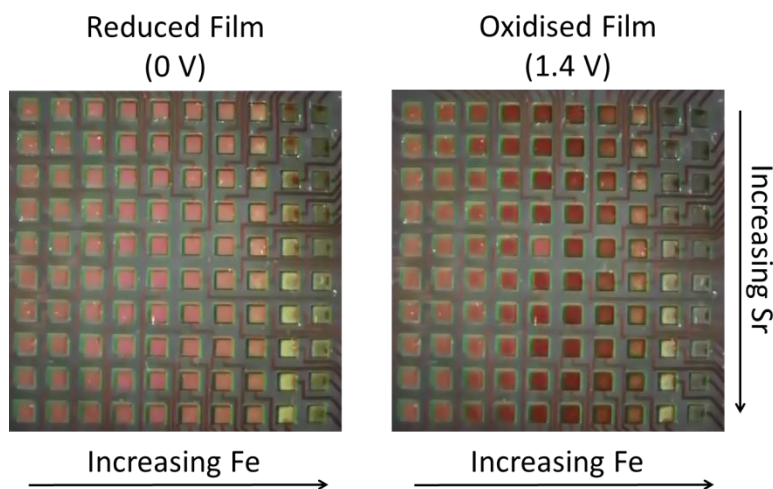 Reduced Film
(0 V)
Oxidised Film
(1.4 V)
Increasing Sr
Increasing Fe
Increasing Fe